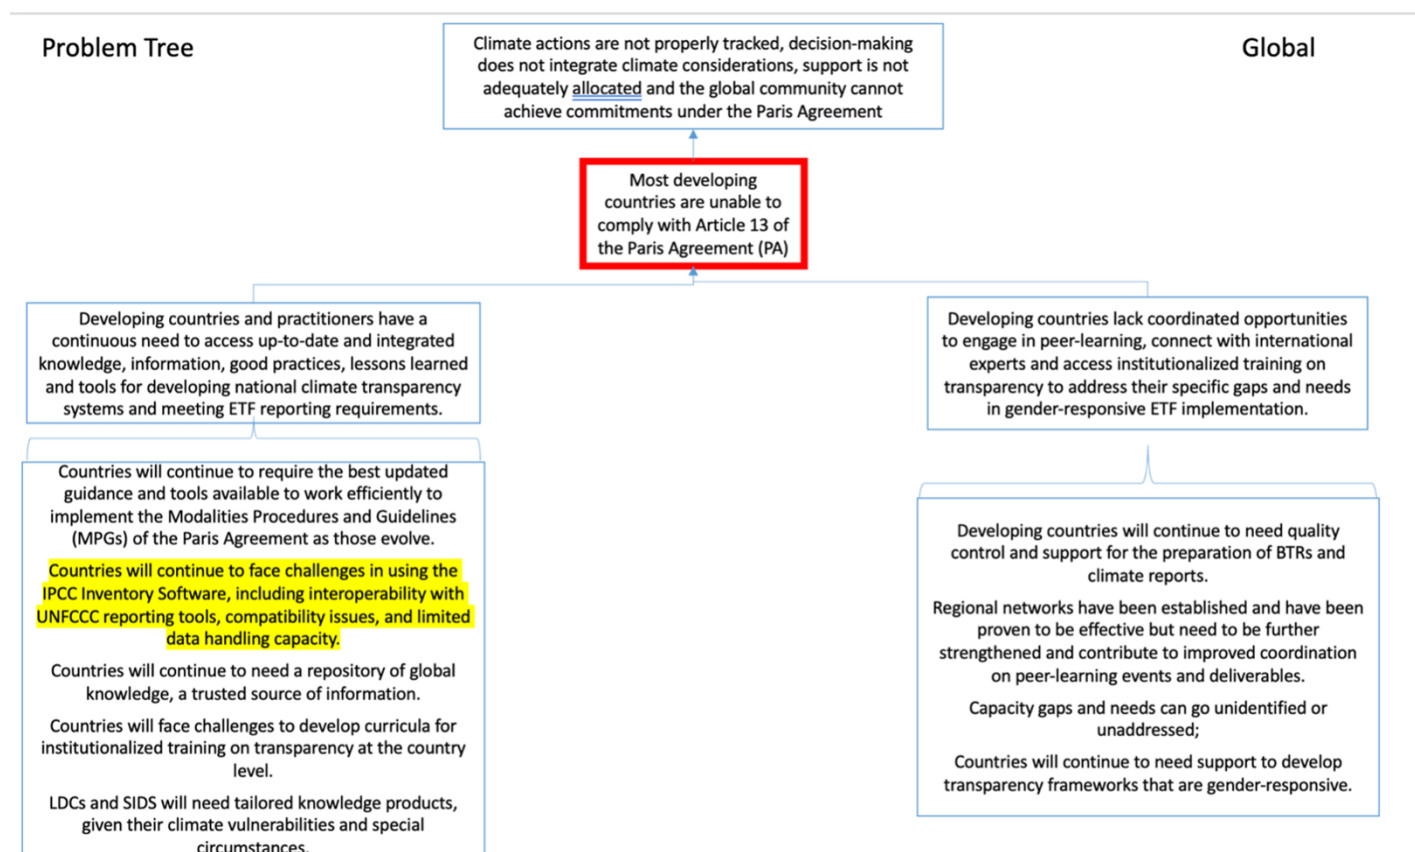 Problem Tree
Global
Climate actions are not properly tracked, decision-making
does not integrate climate considerations, support is not
adequately allocated and the global community cannot
achieve commitments under the Paris Agreement
Most developing
countries are unable to
comply with Article 13 of
the Paris Agreement (PA)
Developing countries and practitioners have a
continuous need to access up-to-date and integrated
knowledge, information, good practices, lessons learned
and tools for developing national climate transparency
systems and meeting ETF reporting requirements.
Countries will continue to require the best updated
guidance and tools available to work efficiently to
implement the Modalities Procedures and Guidelines
(MPGs) of the Paris Agreement as those evolve.
Countries will continue to face challenges in using the
IPCC Inventory Software, including interoperability with
UNFCCC reporting tools, compatibility issues, and limited
data handling capacity.
Countries will continue to need a repository of global
knowledge, a trusted source of information.
Countries will face challenges to develop curricula for
institutionalized training on transparency at the country
level.
LDCs and SIDS will need tailored knowledge products,
given their climate vulnerabilities and special
circumstances.
Developing countries lack coordinated opportunities
to engage in peer-learning, connect with international
experts and access institutionalized training on
transparency to address their specific gaps and needs
in gender-responsive ETF implementation.
Developing countries will continue to need quality
control and support for the preparation of BTRs and
climate reports.
Regional networks have been established and have been
proven to be effective but need to be further
strengthened and contribute to improved coordination
on peer-learning events and deliverables.
Capacity gaps and needs can go unidentified or
unaddressed;
Countries will continue to need support to develop
transparency frameworks that are gender-responsive.